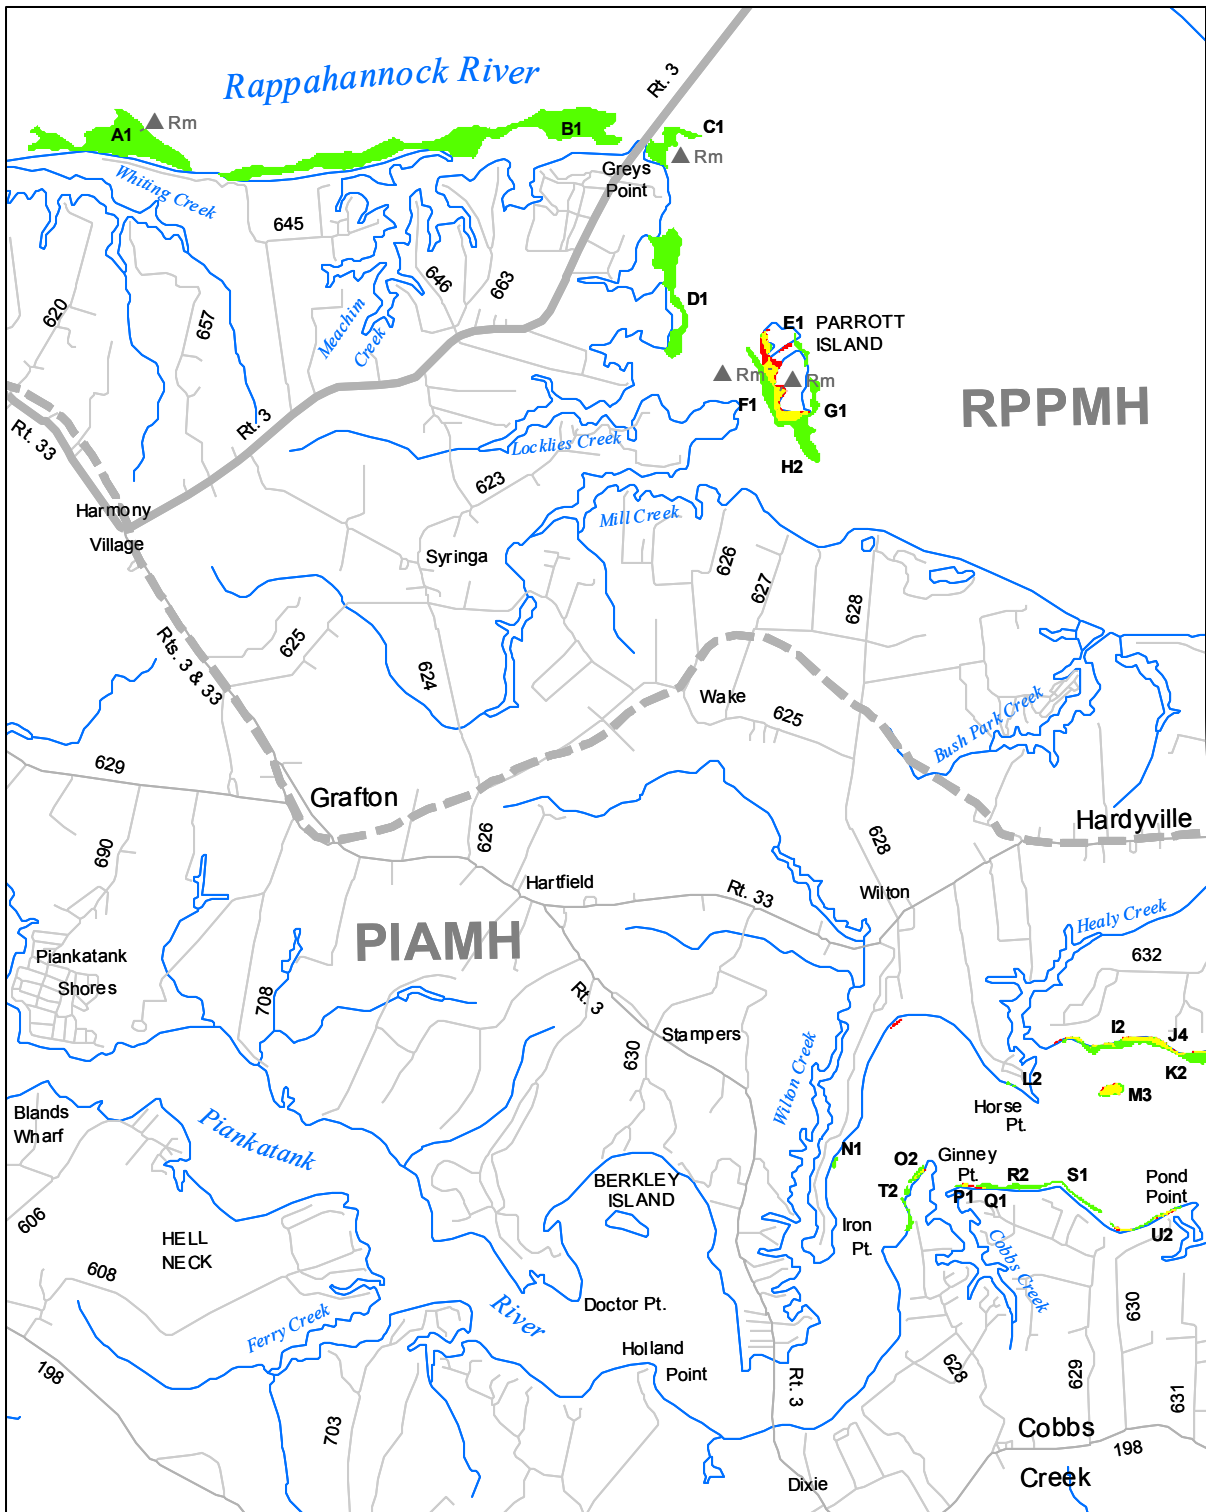 Rappahannock River
Rt. 3
A1
Rm
B1
C1
Rm
Greys
Point
Whiting Creek
645
646
663
Meachim
Creek
620
657
D1
E1
PARROTT
ISLAND
Rm
Rm
F1
G1
H2
RPPMH
Rt. 33
Rt. 3
Locklies Creek
623
Harmony
Village
Mill Creek
Syringa
626
627
628
625
Rts. 3 & 33
624
Wake
625
Bush Park Creek
629
Grafton
Hardyville
690
626
628
Hartfield
Rt. 33
Wilton
Healy Creek
PIAMH
632
Piankatank
Shores
708
Rt. 3
Stampers
630
Wilton Creek
I2
J4
K2
L2
M3
Horse
Pt.
Blands
Wharf
Piankatank
N1
O2
Ginney
Pt.
R2
S1
Pond
Point
T2
P1
Q1
U2
BERKLEY
ISLAND
606
HELL
NECK
Iron
Pt.
Cobbs Creek
608
River
Doctor Pt.
Ferry Creek
630
Holland
Point
198
Rt. 3
628
629
631
703
Cobbs
Creek
198
Dixie